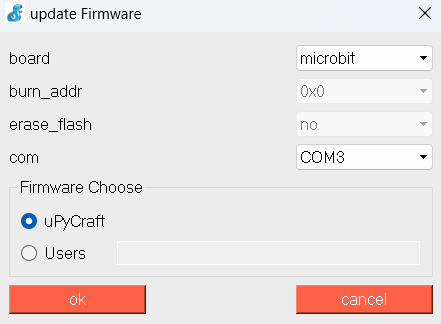 update Firmware
board microbit
burn_addr 0x0
erase_flash no
com COM3
Firmware Choose
uPyCraft
Users
ok cancel